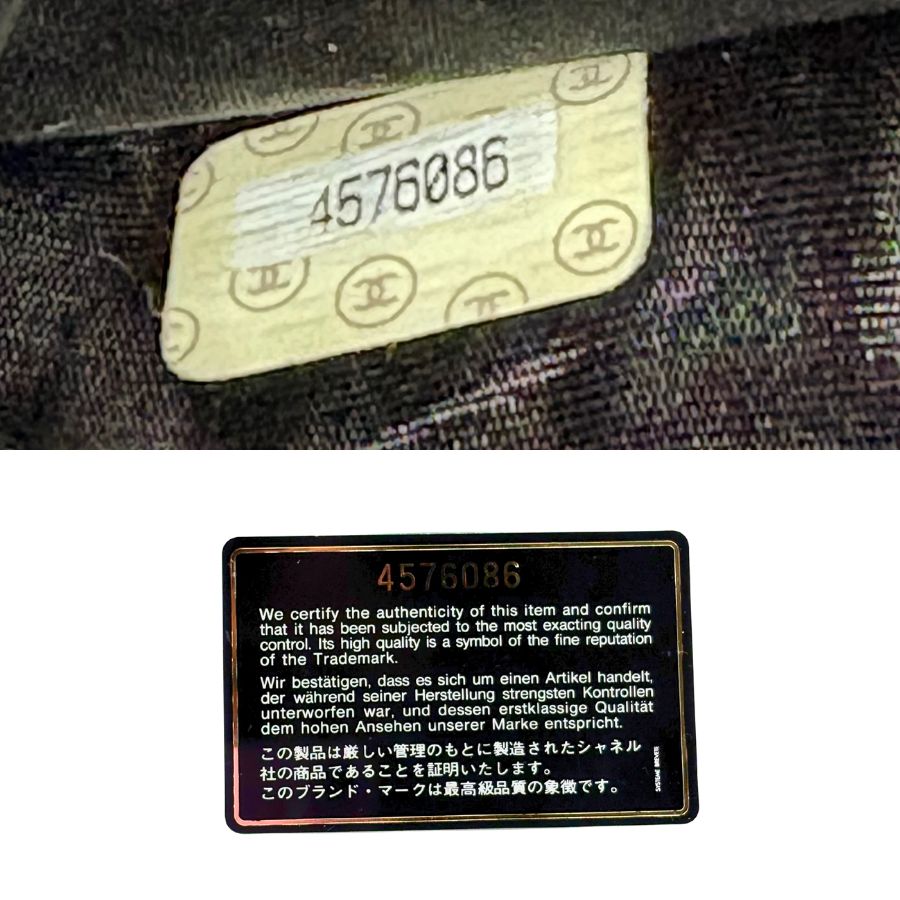 4576086
4576086
We certify the authenticity of this item and confirm
that it has been subjected to the most exacting quality
control. Its high quality is a symbol of the fine reputation
of the Trademark.
Wir bestätigen, dass es sich um einen Artikel handelt,
der während seiner Herstellung strengsten Kontrollen
unterworfen war, und dessen erstklassige Qualität
dem hohen Ansehen unserer Marke entspricht.
この製品は厳しい管理のもとに製造されたシャネル
社の商品であることを証明いたします。
このブランド・マークは最高級品質の象徴です。